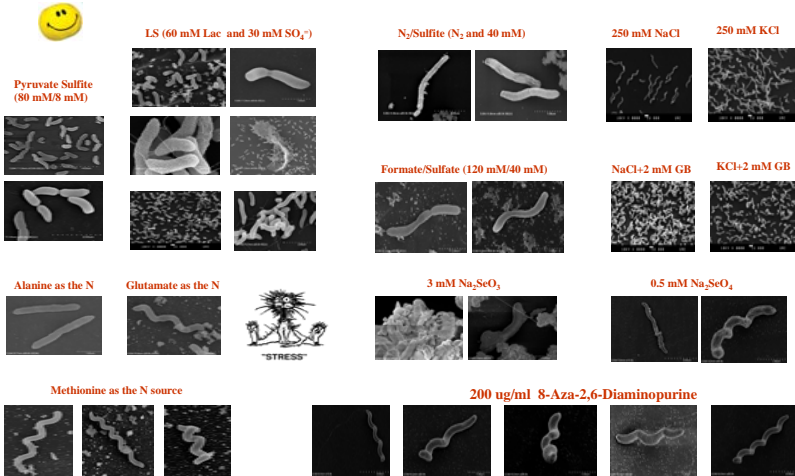 LS (60 mM Lac and 30 mM SO₄⁼)
N₂/Sulfite (N₂ and 40 mM)
250 mM NaCl
250 mM KCl
Pyruvate Sulfite
(80 mM/8 mM)
Formate/Sulfate (120 mM/40 mM)
NaCl+2 mM GB
KCl+2 mM GB
Alanine as the N
Glutamate as the N
"STRESS"
3 mM Na₂SeO₃
0.5 mM Na₂SeO₄
Methionine as the N source
200 ug/ml 8-Aza-2,6-Diaminopurine